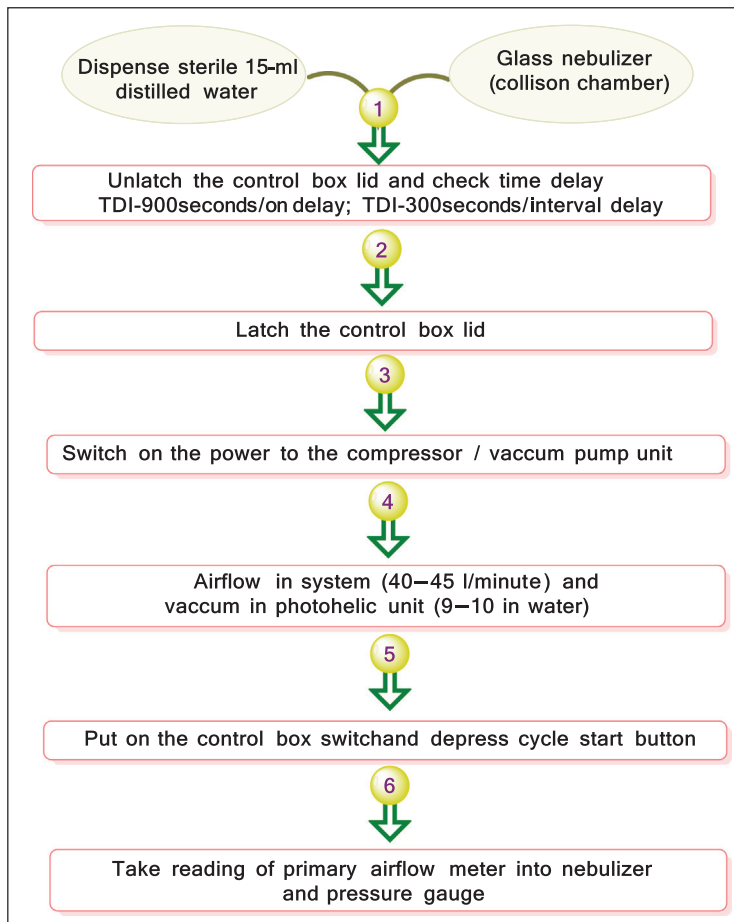 Dispense sterile 15-ml
distilled water
Glass nebulizer
(collison chamber)
1
Unlatch the control box lid and check time delay
TDI-900seconds/on delay; TDI-300seconds/interval delay
2
Latch the control box lid
3
Switch on the power to the compressor / vaccum pump unit
4
Airflow in system (40–45 l/minute) and
vaccum in photohelic unit (9–10 in water)
5
Put on the control box switchand depress cycle start button
6
Take reading of primary airflow meter into nebulizer
and pressure gauge